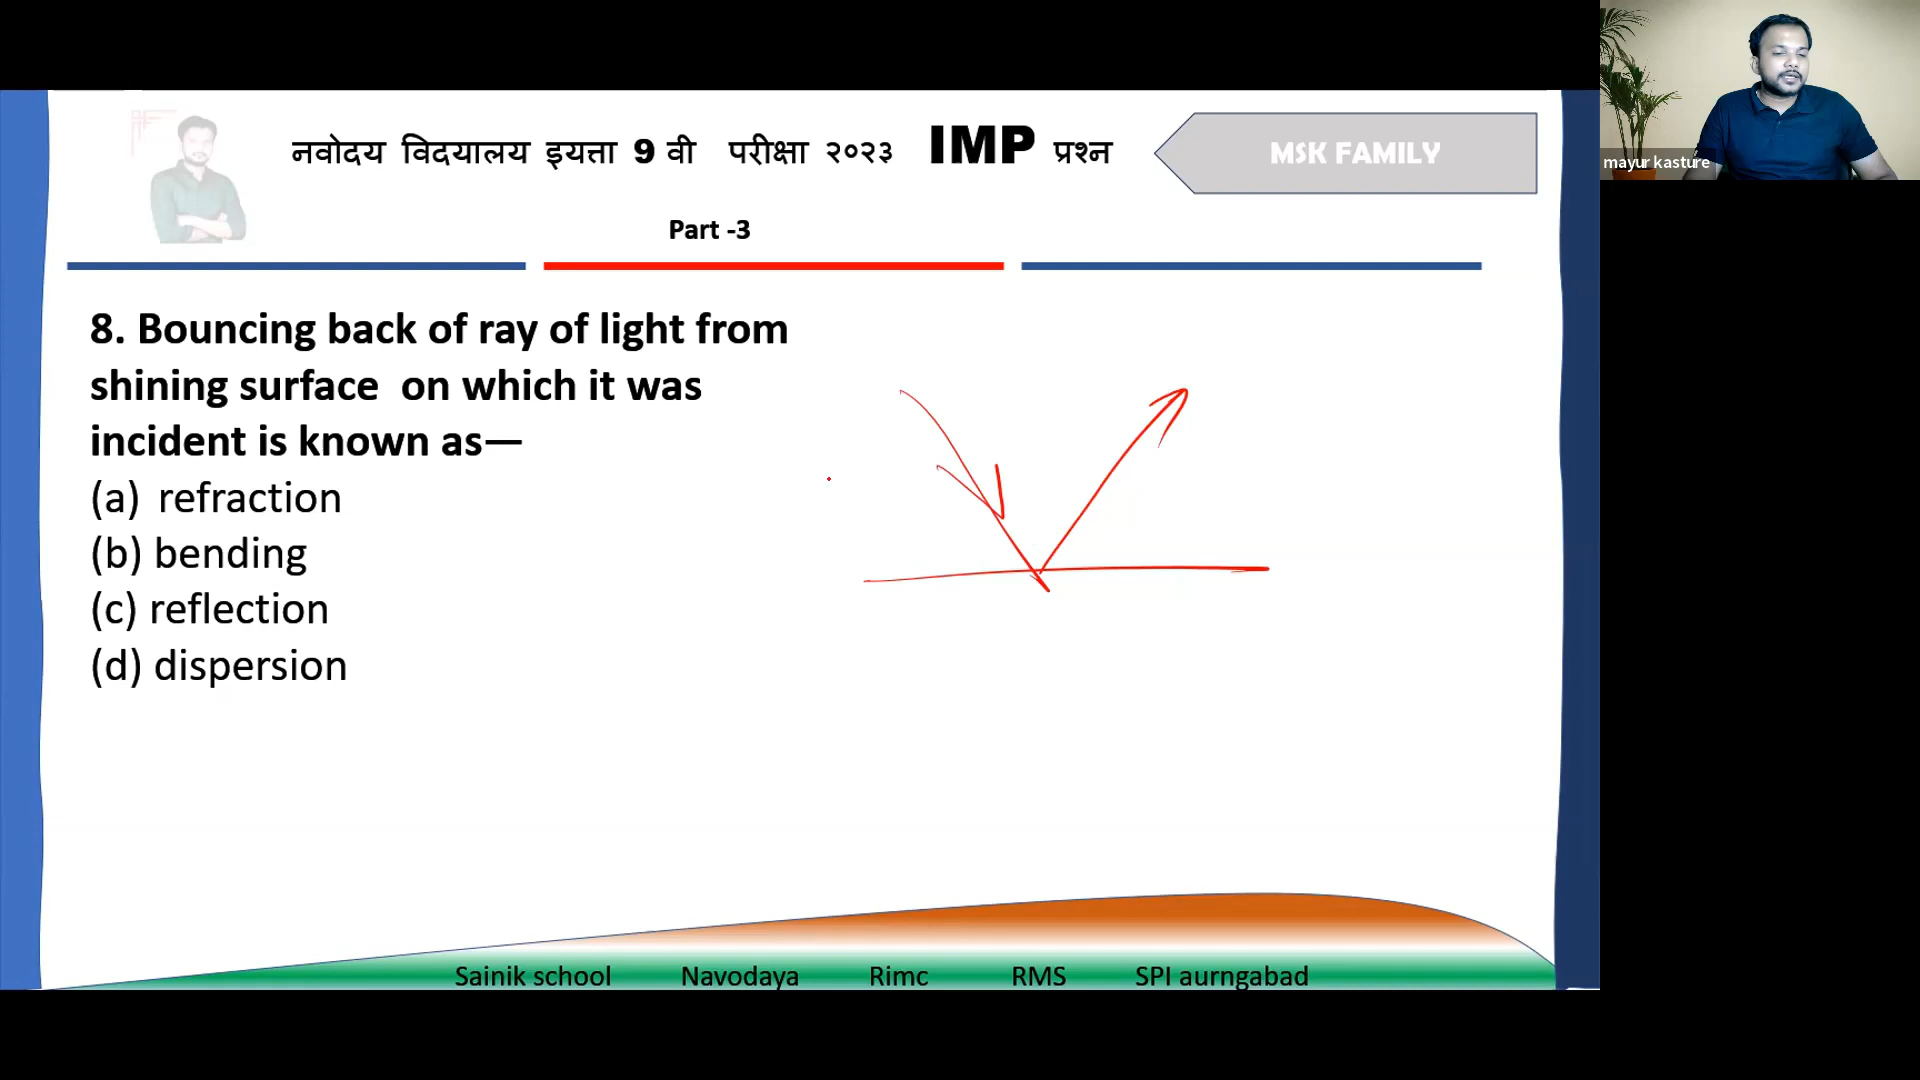 नवोदय विदयालय इयत्ता 9 वी परीक्षा २०२३ IMP प्रश्न
MSK FAMILY
mayur kasture
Part -3
8. Bouncing back of ray of light from
shining surface on which it was
incident is known as—
(a) refraction
(b) bending
(c) reflection
(d) dispersion
Sainik school Navodaya Rimc RMS SPI aurngabad